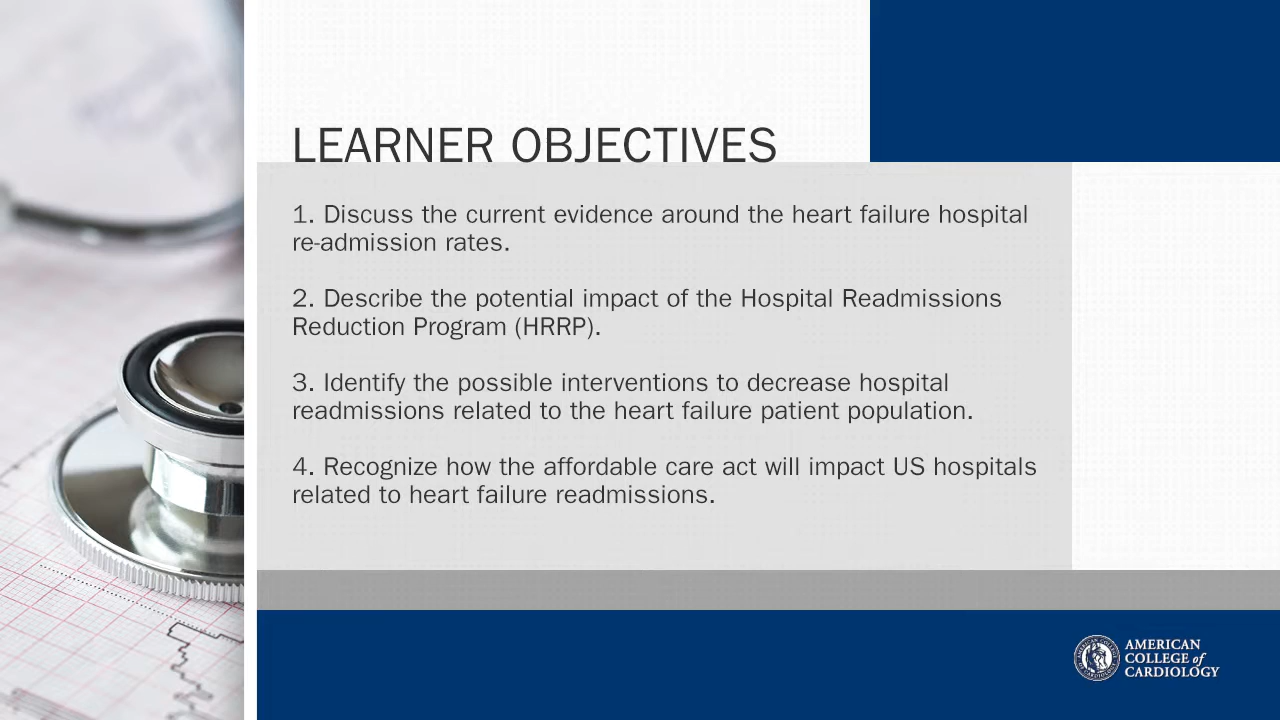 LEARNER OBJECTIVES
1. Discuss the current evidence around the heart failure hospital
re-admission rates.
2. Describe the potential impact of the Hospital Readmissions
Reduction Program (HRRP).
3. Identify the possible interventions to decrease hospital
readmissions related to the heart failure patient population.
4. Recognize how the affordable care act will impact US hospitals
related to heart failure readmissions.
AMERICAN
COLLEGE of
CARDIOLOGY